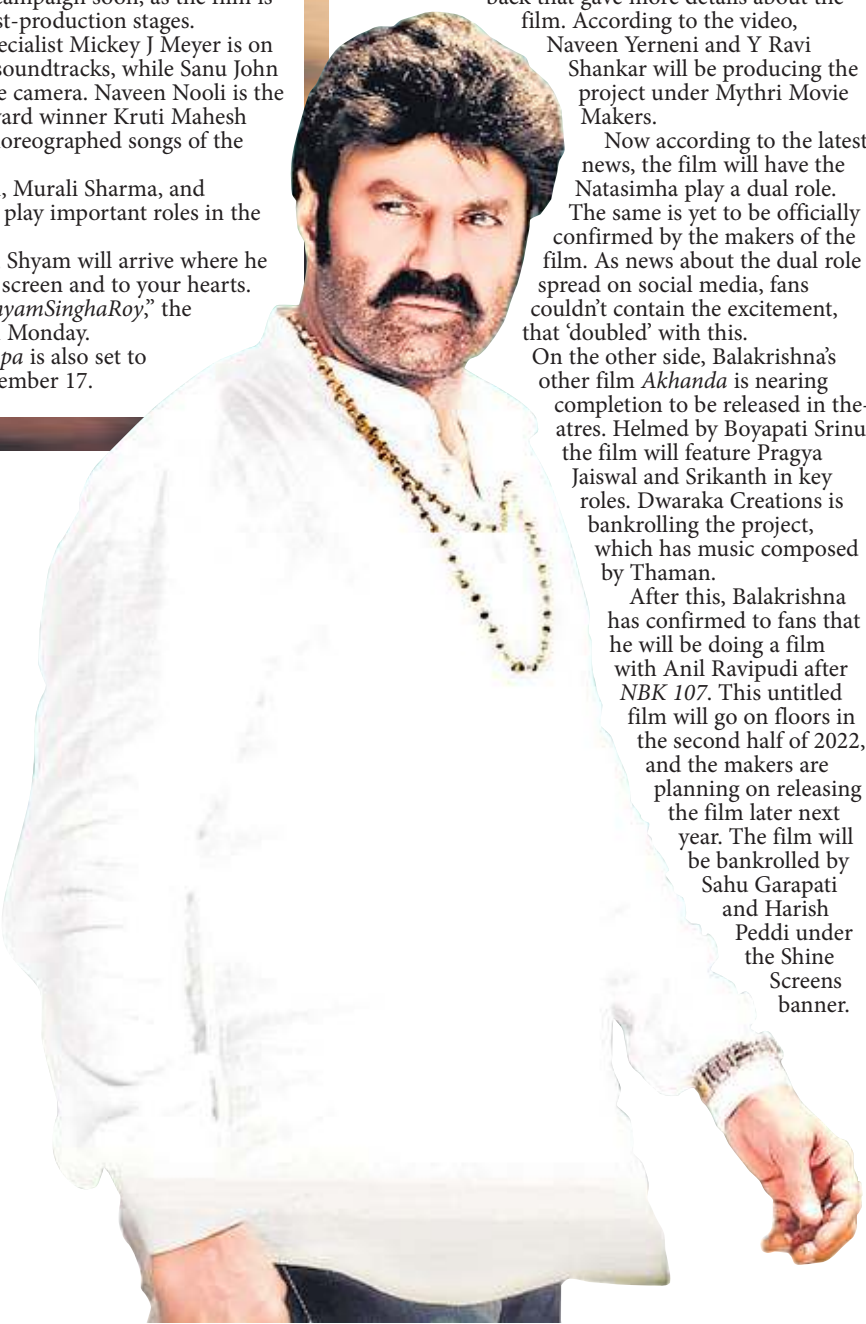 campaign soon, as the film is
st-production stages.
ecialist Mickey J Meyer is on
soundtracks, while Sanu John
e camera. Naveen Nooli is the
vard winner Kruti Mahesh
oreographed songs of the
, Murali Sharma, and
play important roles in the
Shyam will arrive where he
screen and to your hearts.
yamSinghaRoy,” the
Monday.
pa is also set to
ember 17.
back that gave more details about the
film. According to the video,
Naveen Yerneni and Y Ravi
Shankar will be producing the
project under Mythri Movie
Makers.
Now according to the latest
news, the film will have the
Natasimha play a dual role.
The same is yet to be officially
confirmed by the makers of the
film. As news about the dual role
spread on social media, fans
couldn’t contain the excitement,
that ‘doubled’ with this.
On the other side, Balakrishna’s
other film Akhanda is nearing
completion to be released in the-
atres. Helmed by Boyapati Srinu
the film will feature Pragya
Jaiswal and Srikanth in key
roles. Dwaraka Creations is
bankrolling the project,
which has music composed
by Thaman.
After this, Balakrishna
has confirmed to fans that
he will be doing a film
with Anil Ravipudi after
NBK 107. This untitled
film will go on floors in
the second half of 2022,
and the makers are
planning on releasing
the film later next
year. The film will
be bankrolled by
Sahu Garapati
and Harish
Peddi under
the Shine
Screens
banner.